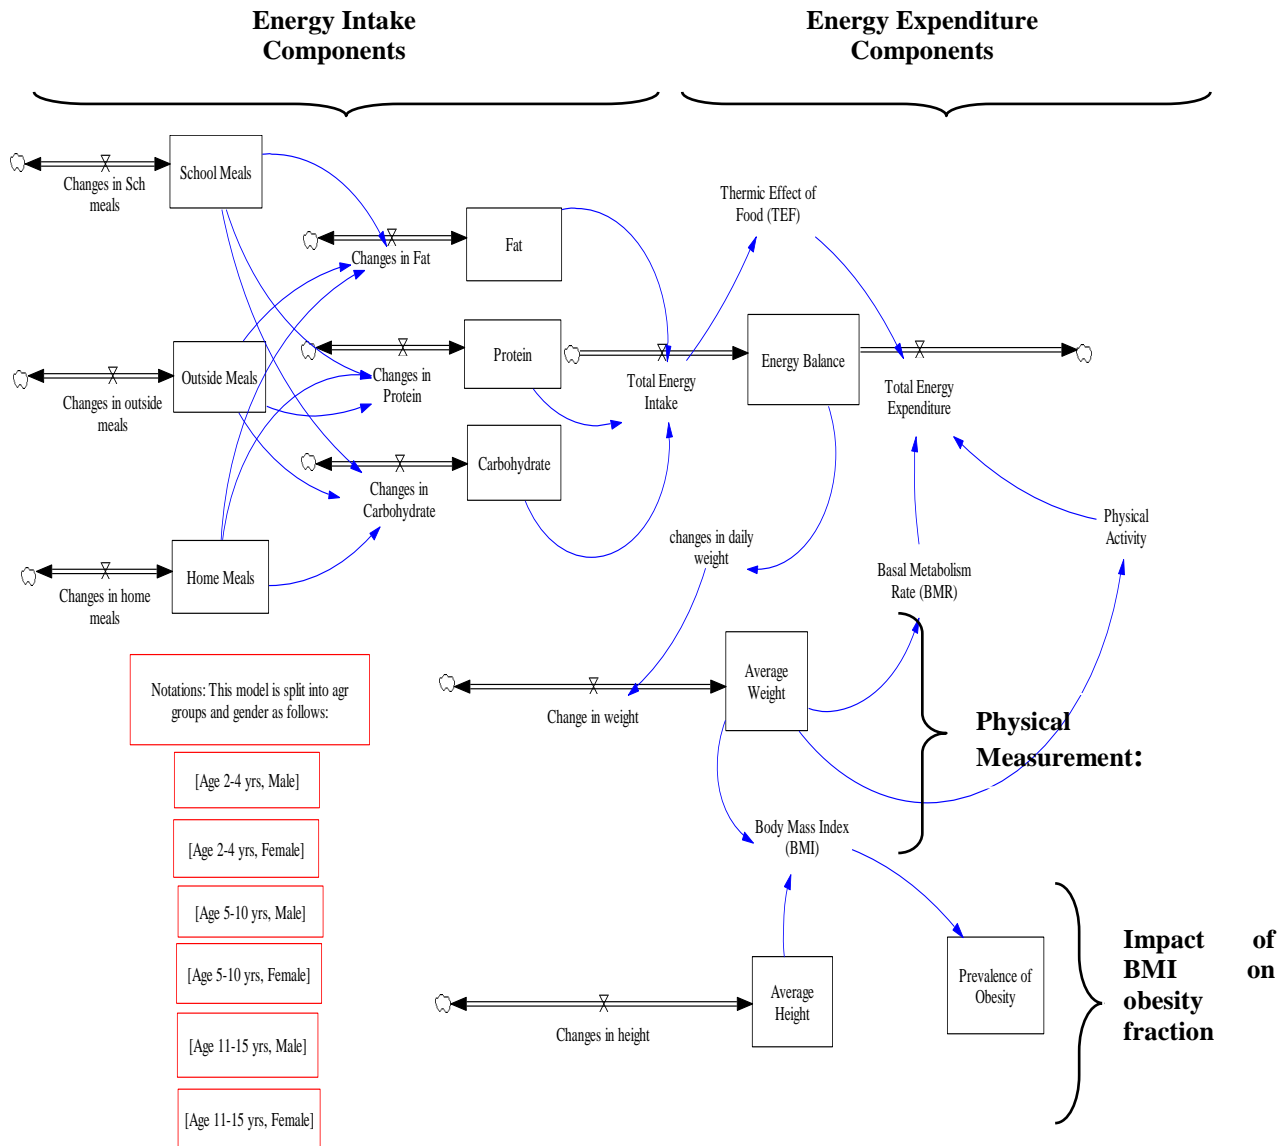 Energy Intake
Components
Energy Expenditure
Components
School Meals
Changes in Sch
meals
Thermic Effect of
Food (TEF)
Fat
Changes in Fat
Protein
Changes in
Protein
Outside Meals
Changes in outside
meals
Total Energy
Intake
Energy Balance
Total Energy
Expenditure
Carbohydrate
Changes in
Carbohydrate
Home Meals
Changes in home
meals
changes in daily
weight
Basal Metabolism
Rate (BMR)
Physical
Activity
Notations: This model is split into agr
groups and gender as follows:
[Age 2-4 yrs, Male]
[Age 2-4 yrs, Female]
[Age 5-10 yrs, Male]
[Age 5-10 yrs, Female]
[Age 11-15 yrs, Male]
[Age 11-15 yrs, Female]
Average
Weight
Change in weight
Physical
Measurement:
Body Mass Index
(BMI)
Average
Height
Changes in height
Prevalence of
Obesity
Impact of
BMI on
obesity
fraction